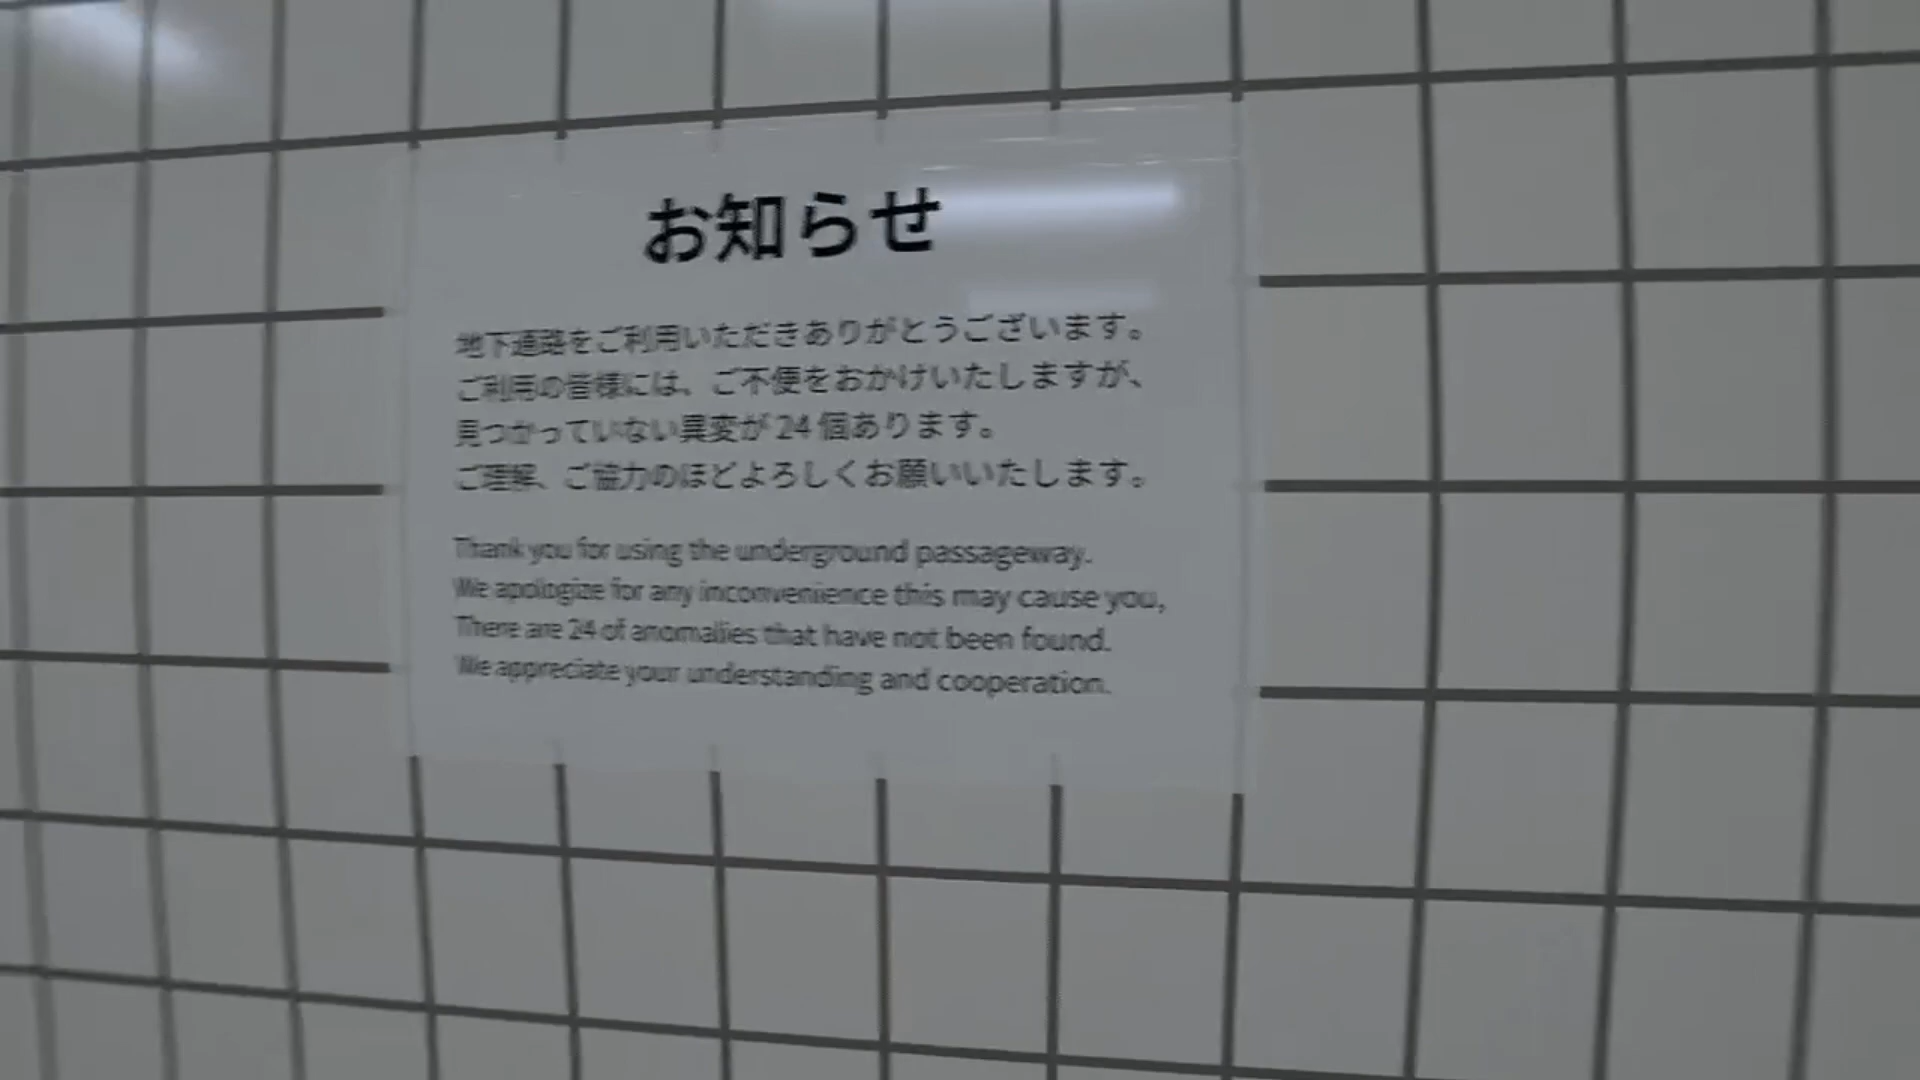 お知らせ
地下通路をご利用いただきありがとうございます。
ご利用の皆様には、ご不便をおかけいたしますが、
見つかっていない異変が24個あります。
ご理解、ご協力のほどよろしくお願いいたします。
Thank you for using the underground passageway.
We apologize for any inconvenience this may cause you,
There are 24 of anomalies that have not been found.
We appreciate your understanding and cooperation.